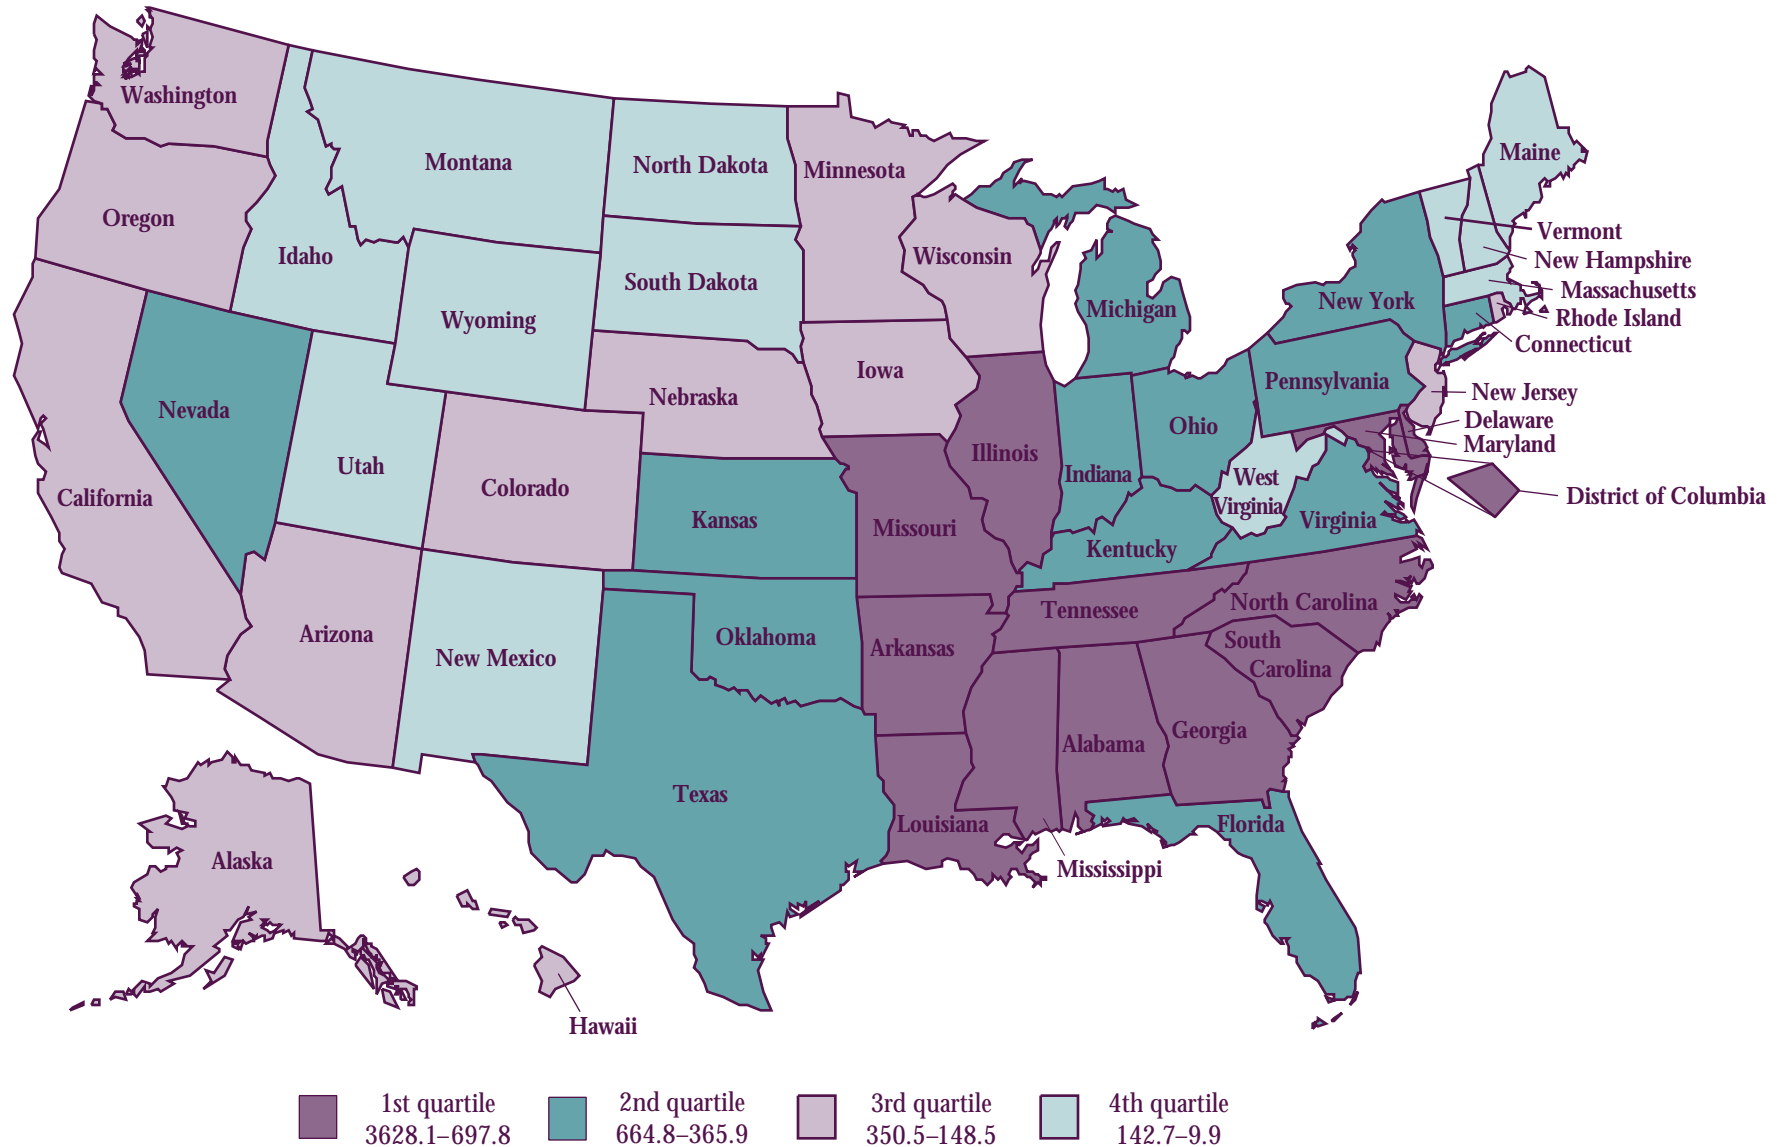 Washington
Oregon
California
Nevada
Idaho
Montana
Wyoming
Utah
Colorado
Arizona
New Mexico
North Dakota
South Dakota
Nebraska
Kansas
Oklahoma
Texas
Minnesota
Iowa
Missouri
Arkansas
Louisiana
Wisconsin
Illinois
Michigan
Indiana
Ohio
Kentucky
Tennessee
Mississippi
Alabama
Georgia
Florida
South
Carolina
North Carolina
Virginia
West
Virginia
Pennsylvania
New York
Maine
Vermont
New Hampshire
Massachusetts
Rhode Island
Connecticut
New Jersey
Delaware
Maryland
District of Columbia
Alaska
Hawaii
1st quartile
3628.1–697.8
2nd quartile
664.8–365.9
3rd quartile
350.5–148.5
4th quartile
142.7–9.9